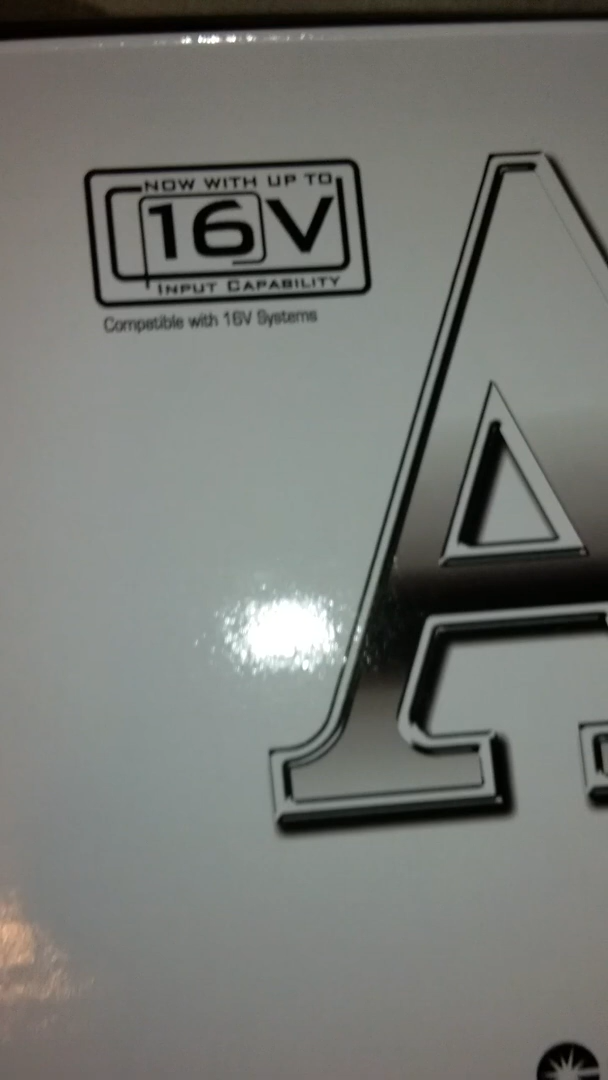 NOW WITH UP TO
16V
INPUT CAPABILITY
Compatible with 16V Systems
A